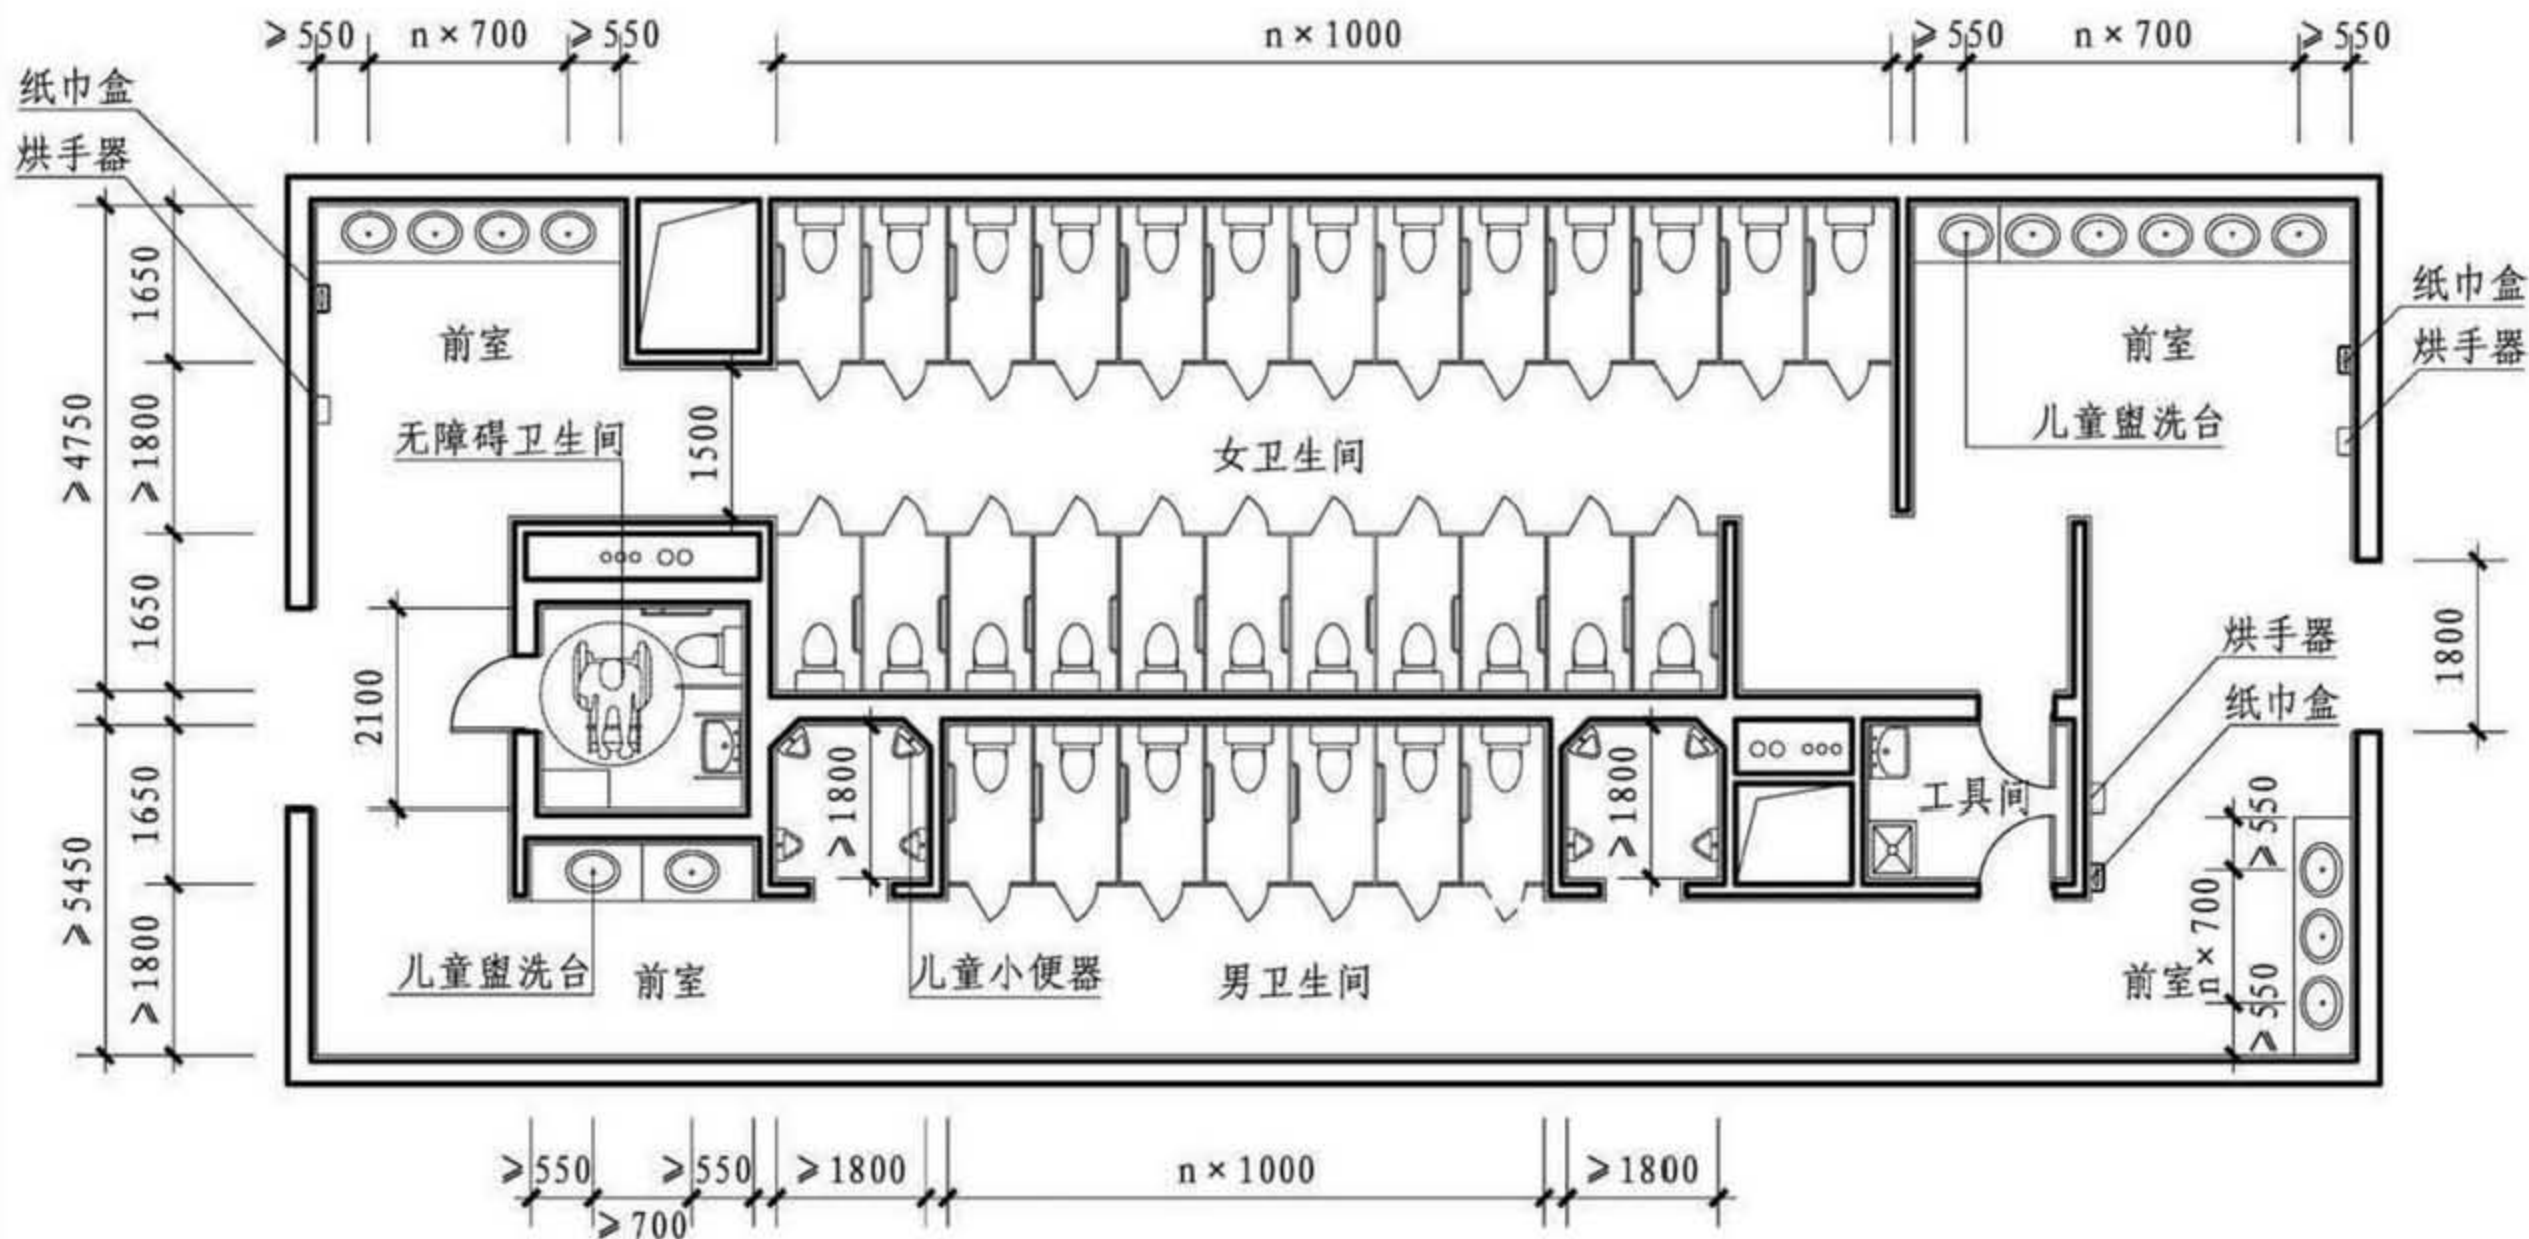 ≥550
n×700
≥550
n×1000
≥550
n×700
≥550
纸巾盒
烘手器
前室
无障碍卫生间
女卫生间
前室
儿童盥洗台
纸巾盒
烘手器
1650
≥1800
≥4750
1500
1650
2100
1650
≥5450
≥1800
≥1800
≥1800
工具间
1800
烘手器
纸巾盒
≥550
n×700
≥550
儿童盥洗台
前室
儿童小便器
男卫生间
前室
≥550
≥550
≥700
≥1800
n×1000
≥1800